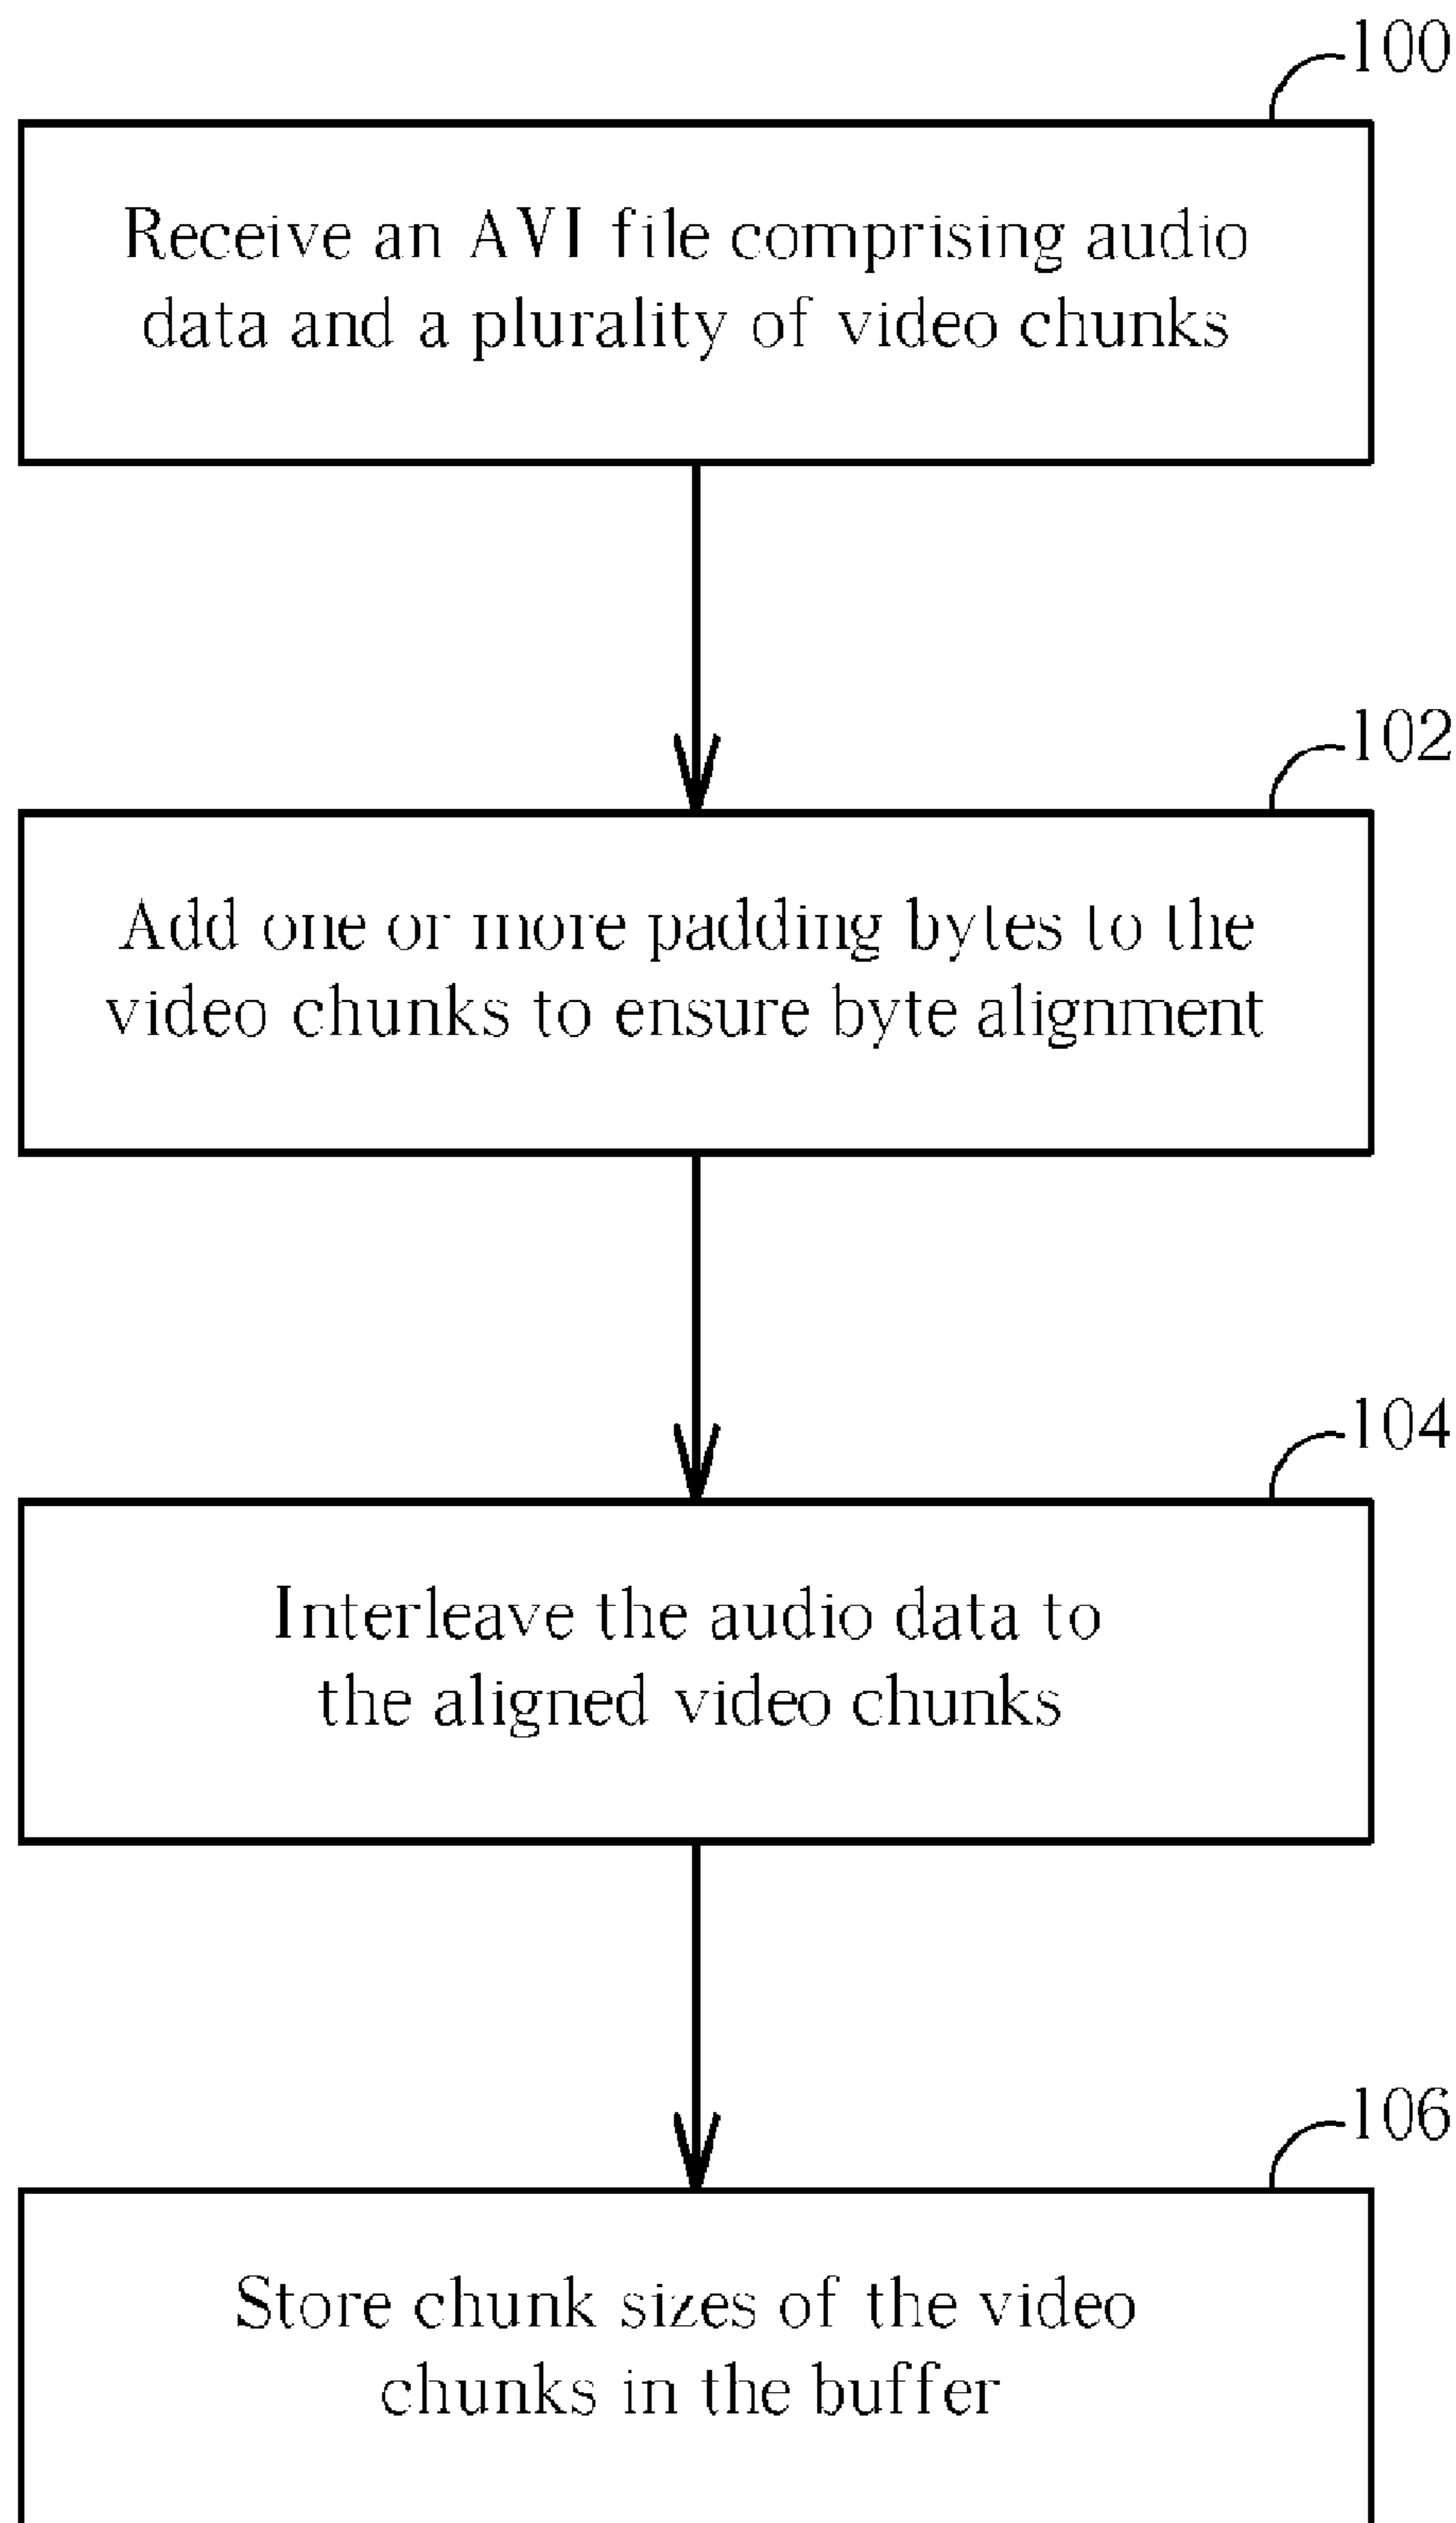 100
Receive an AVI file comprising audio
data and a plurality of video chunks
102
Add one or more padding bytes to the
video chunks to ensure byte alignment
104
Interleave the audio data to
the aligned video chunks
106
Store chunk sizes of the video
chunks in the buffer